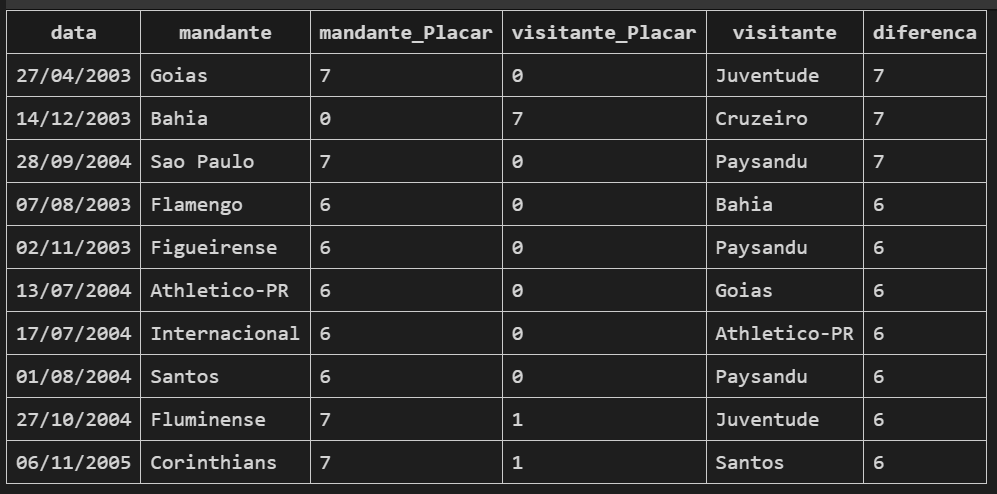 data mandante mandante_Placar visitante_Placar visitante diferenca
27/04/2003 Goias 7 0 Juventude 7
14/12/2003 Bahia 0 7 Cruzeiro 7
28/09/2004 Sao Paulo 7 0 Paysandu 7
07/08/2003 Flamengo 6 0 Bahia 6
02/11/2003 Figueirense 6 0 Paysandu 6
13/07/2004 Athletico-PR 6 0 Goias 6
17/07/2004 Internacional 6 0 Athletico-PR 6
01/08/2004 Santos 6 0 Paysandu 6
27/10/2004 Fluminense 7 1 Juventude 6
06/11/2005 Corinthians 7 1 Santos 6